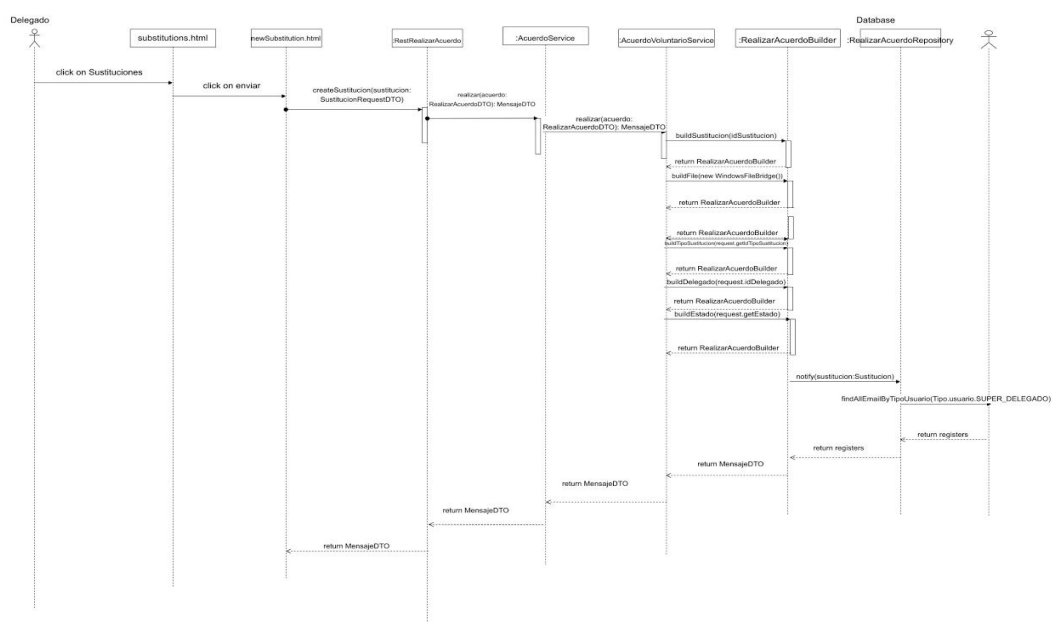 Delegado
Database
substitutions.html
newSubstitution.html
:RestRealizarAcuerdo
:AcuerdoService
:AcuerdoVoluntarioService
:RealizarAcuerdoBuilder
:RealizarAcuerdoRepository
click on Sustituciones
click on enviar
createSustitucion(sustitucion:
SustitucionRequestDTO)
realizar(acuerdo:
RealizarAcuerdoDTO): MensajeDTO
realizar(acuerdo:
RealizarAcuerdoDTO): MensajeDTO
buildSustitucion(idSustitucion)
return RealizarAcuerdoBuilder
buildFile(new WindowsFileBridge())
return RealizarAcuerdoBuilder
return RealizarAcuerdoBuilder
buildTipoSustitucion(request.getIdTipoSustitucion)
return RealizarAcuerdoBuilder
buildDelegado(request.idDelegado)
return RealizarAcuerdoBuilder
buildEstado(request.getEstado)
return RealizarAcuerdoBuilder
notify(sustitucion:Sustitucion)
findAllEmailByTipoUsuario(Tipo.usuario.SUPER_DELEGADO)
return registers
return registers
return MensajeDTO
return MensajeDTO
return MensajeDTO
return MensajeDTO